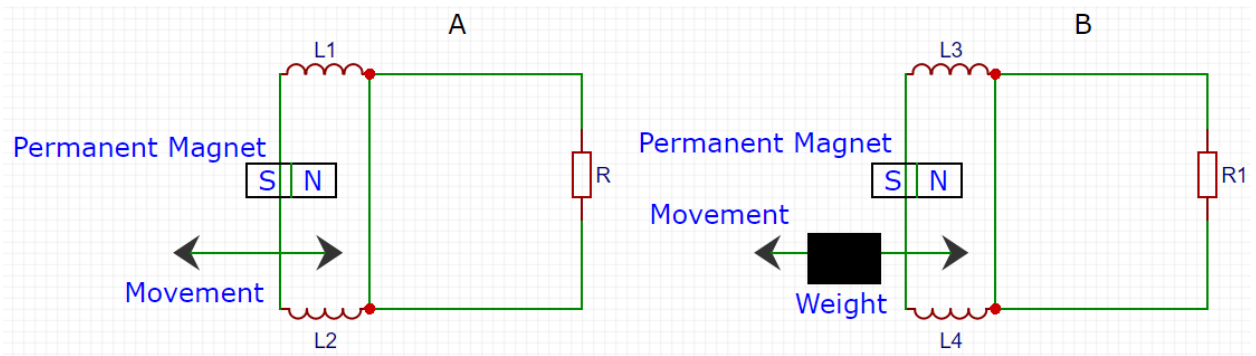 A
L1
Permanent Magnet
S N
R
Movement
L2
B
L3
Permanent Magnet
S N
R1
Movement
Weight
L4